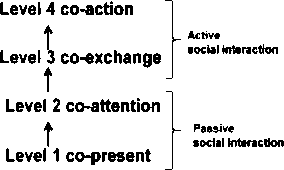 Level 4 co-action
Active
social interaction
Level 3 co-exchange
Level 2 co-attention
Passive
social interaction
Level 1 co-present